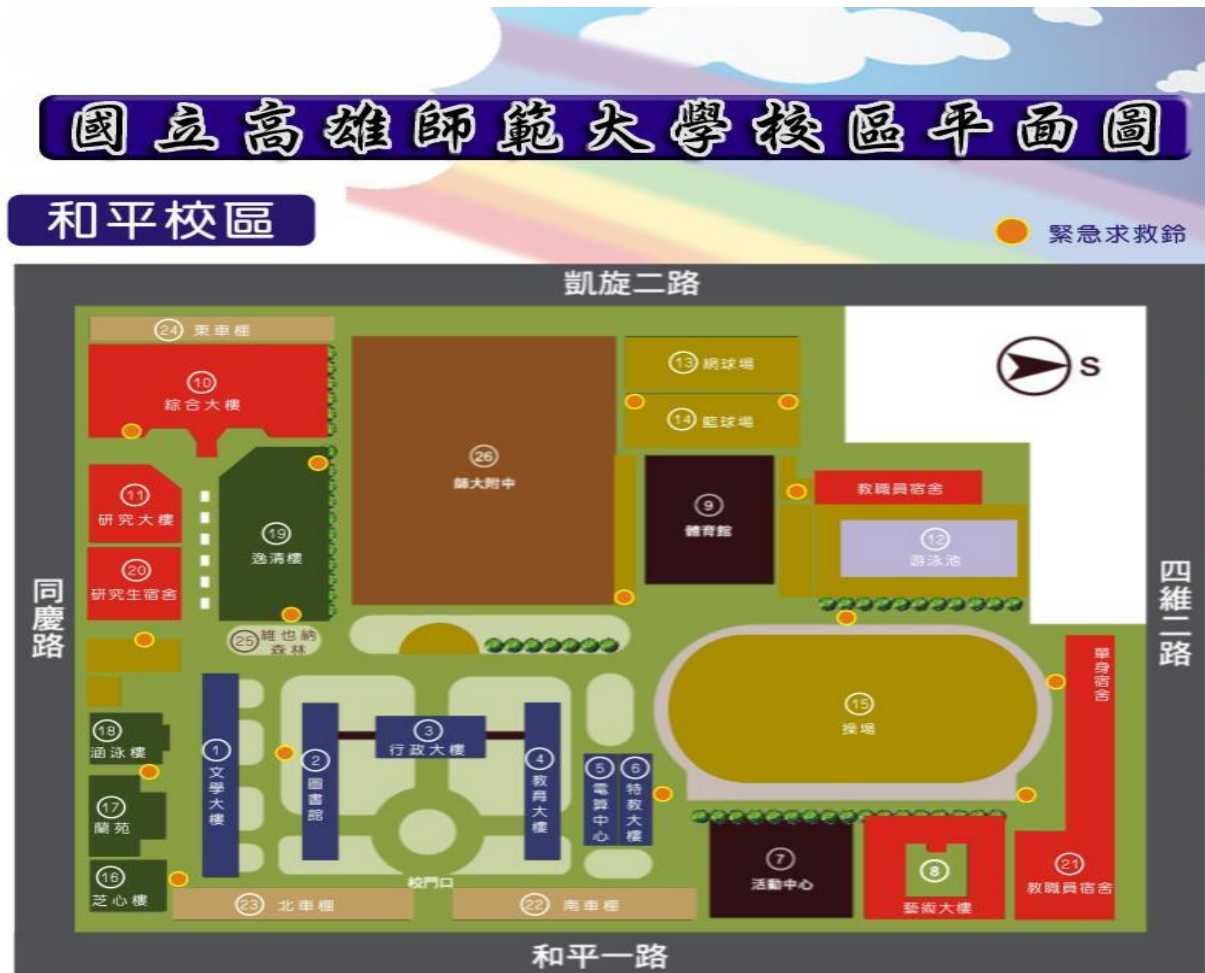 國立高雄師範大學校區平面圖
和平校區
緊急求救鈴
凱旋二路
㉔ 東車棚
⑩
綜合大樓
⑬ 網球場
S
⑭ 籃球場
㉖
師大附中
⑪
研究大樓
⑨
體育館
教職員宿舍
⑲
逸清樓
⑫
游泳池
⑳
研究生宿舍
同慶路
四維二路
㉕ 維也納
森林
單身宿舍
⑮
操場
⑱
涵泳樓
① 文學大樓
② 圖書館
③
行政大樓
④ 教育大樓
⑤ 電算中心
⑥ 特教大樓
⑰
蘭苑
⑯
芝心樓
校門口
㉓ 北車棚
㉒ 南車棚
⑦
活動中心
⑧
藝術大樓
㉑
教職員宿舍
和平一路